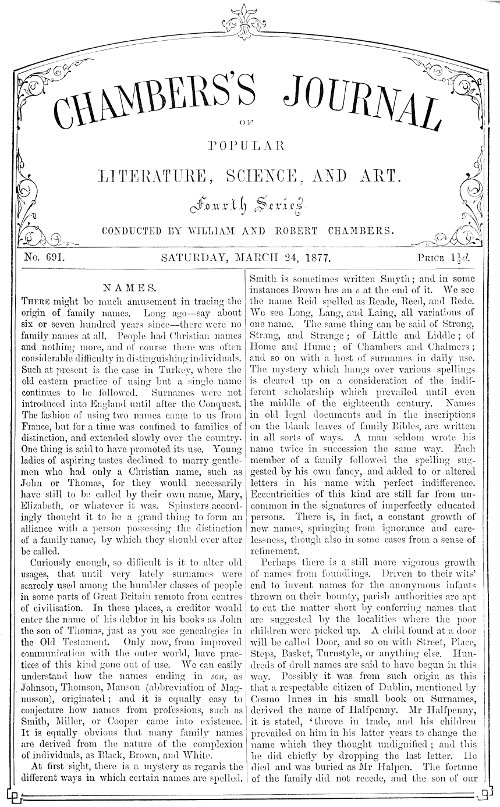 CHAMBERS'S JOURNAL
OF
POPULAR
LITERATURE, SCIENCE, AND ART.
Fourth Series
CONDUCTED BY WILLIAM AND ROBERT CHAMBERS.
No. 691. SATURDAY, MARCH 24, 1877. PRICE 1½d.
NAMES.
THERE might be much amusement in tracing the
origin of family names. Long ago—say about
six or seven hundred years since—there were no
family names at all. People had Christian names
and nothing more, and of course there was often
considerable difficulty in distinguishing individuals.
Such at present is the case in Turkey, where the
old eastern practice of using but a single name
continues to be followed. Surnames were not
introduced into England until after the Conquest.
The fashion of using two names came to us from
France, but for a time was confined to families of
distinction, and extended slowly over the country.
One thing is said to have promoted its use. Young
ladies of aspiring tastes declined to marry gentle-
men who had only a Christian name, such as
John or Thomas, for they would necessarily
have still to be called by their own name, Mary,
Elizabeth, or whatever it was. Spinsters accord-
ingly thought it to be a grand thing to form an
alliance with a person possessing the distinction
of a family name, by which they should ever after
be called.
Curiously enough, so difficult is it to alter old
usages, that until very lately surnames were
scarcely used among the humbler classes of people
in some parts of Great Britain remote from centres
of civilisation. In these places, a creditor would
enter the name of his debtor in his books as John
the son of Thomas, just as you see genealogies in
the Old Testament. Only now, from improved
communication with the outer world, have prac-
tices of this kind gone out of use. We can easily
understand how the names ending in son, as
Johnson, Thomson, Manson (abbreviation of Mag-
nusson), originated; and it is equally easy to
conjecture how names from professions, such as
Smith, Miller, or Cooper came into existence.
It is equally obvious that many family names
are derived from the nature of the complexion
of individuals, as Black, Brown, and White.
At first sight, there is a mystery as regards the
different ways in which certain names are spelled.
Smith is sometimes written Smyth; and in some
instances Brown has an e at the end of it. We see
the name Reid spelled as Reade, Reed, and Rede.
We see Long, Lang, and Laing, all variations of
one name. The same thing can be said of Strong,
Strang, and Strange; of Little and Liddle; of
Home and Hume; of Chambers and Chalmers;
and so on with a host of surnames in daily use.
The mystery which hangs over various spellings
is cleared up on a consideration of the indif-
ferent scholarship which prevailed until even
the middle of the eighteenth century. Names
in old legal documents and in the inscriptions
on the blank leaves of family Bibles, are written
in all sorts of ways. A man seldom wrote his
name twice in succession the same way. Each
member of a family followed the spelling sug-
gested by his own fancy, and added to or altered
letters in his name with perfect indifference.
Eccentricities of this kind are still far from un-
common in the signatures of imperfectly educated
persons. There is, in fact, a constant growth of
new names, springing from ignorance and care-
lessness, though also in some cases from a sense of
refinement.
Perhaps there is a still more vigorous growth
of names from foundlings. Driven to their wits'
end to invent names for the anonymous infants
thrown on their bounty, parish authorities are apt
to cut the matter short by conferring names that
are suggested by the localities where the poor
children were picked up. A child found at a door
will be called Door, and so on with Street, Place,
Steps, Basket, Turnstyle, or anything else. Hun-
dreds of droll names are said to have begun in this
way. Possibly it was from such origin as this
that a respectable citizen of Dublin, mentioned by
Cosmo Innes in his small book on Surnames,
derived the name of Halfpenny. Mr Halfpenny,
it is stated, 'throve in trade, and his children
prevailed on him in his latter years to change the
name which they thought undignified; and this
he did chiefly by dropping the last letter. He
died and was buried as Mr Halpen. The fortune
of the family did not recede, and the son of our